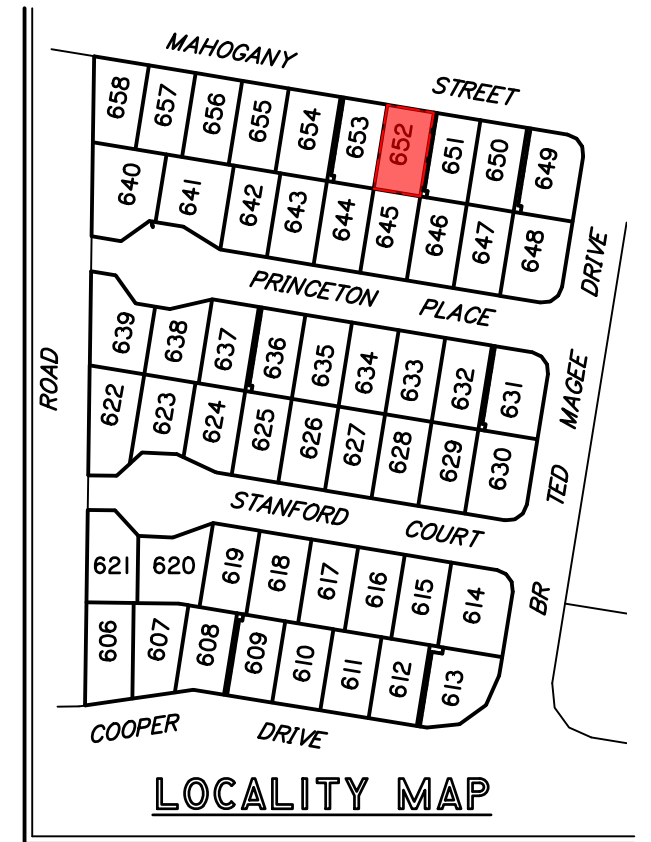 MAHOGANY STREET
658 657 656 655 654 653 652 651 650 649
640 641 642 643 644 645 646 647 648
PRINCETON PLACE
DRIVE
639 638 637 636 635 634 633 632 631
ROAD
MAGEE
622 623 624 625 626 627 628 629 630
TED
STANFORD COURT
621 620 619 618 617 616 615 614
BR
606 607 608 609 610 611 612 613
COOPER DRIVE
LOCALITY MAP